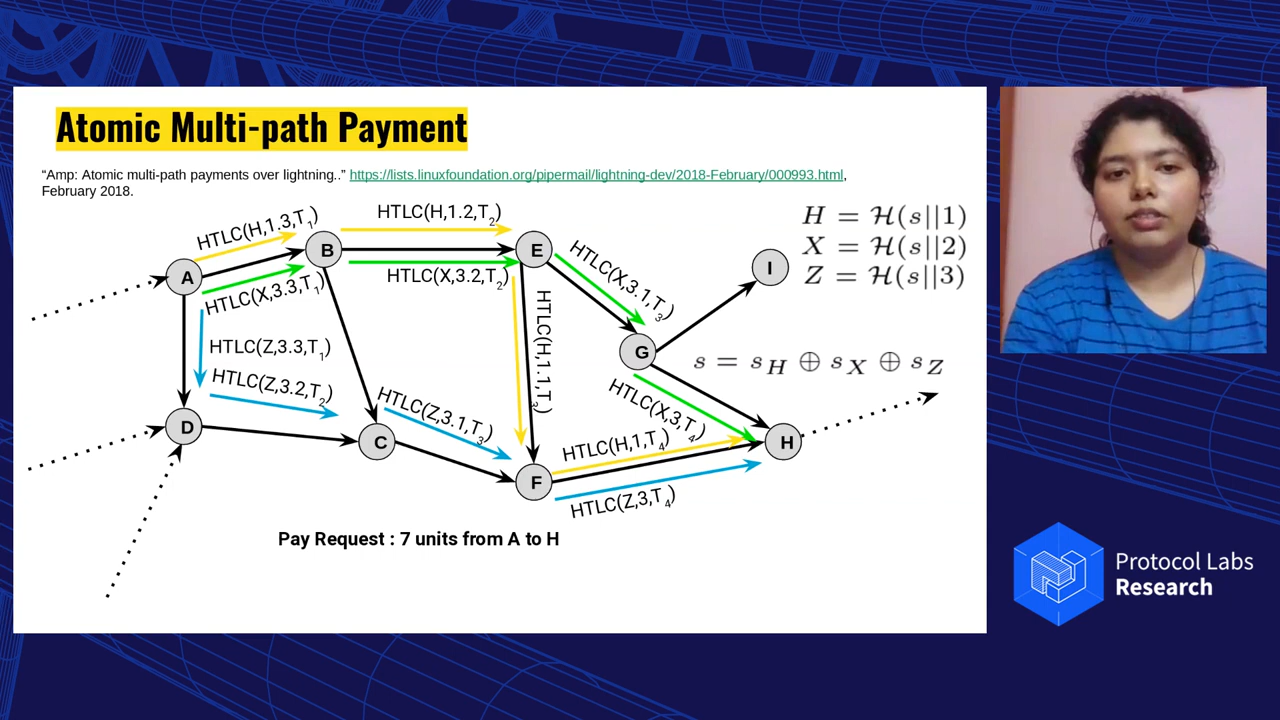 Atomic Multi-path Payment
“Amp: Atomic multi-path payments over lightning..” https://lists.linuxfoundation.org/pipermail/lightning-dev/2018-February/000993.html,
February 2018.
HTLC(H,1.3,T₁)
HTLC(H,1.2,T₂)
H = ℋ(s||1)
X = ℋ(s||2)
Z = ℋ(s||3)
A
B
E
I
HTLC(X,3.3,T₁)
HTLC(X,3.2,T₂)
HTLC(X,3.1,T₃)
HTLC(H,1.1,T₃)
HTLC(Z,3.3,T₁)
G
s = s_H ⊕ s_X ⊕ s_Z
HTLC(Z,3.2,T₂)
HTLC(Z,3.1,T₃)
HTLC(X,3,T₄)
D
C
HTLC(H,1,T₄)
H
F
HTLC(Z,3,T₄)
Pay Request : 7 units from A to H
Protocol Labs
Research